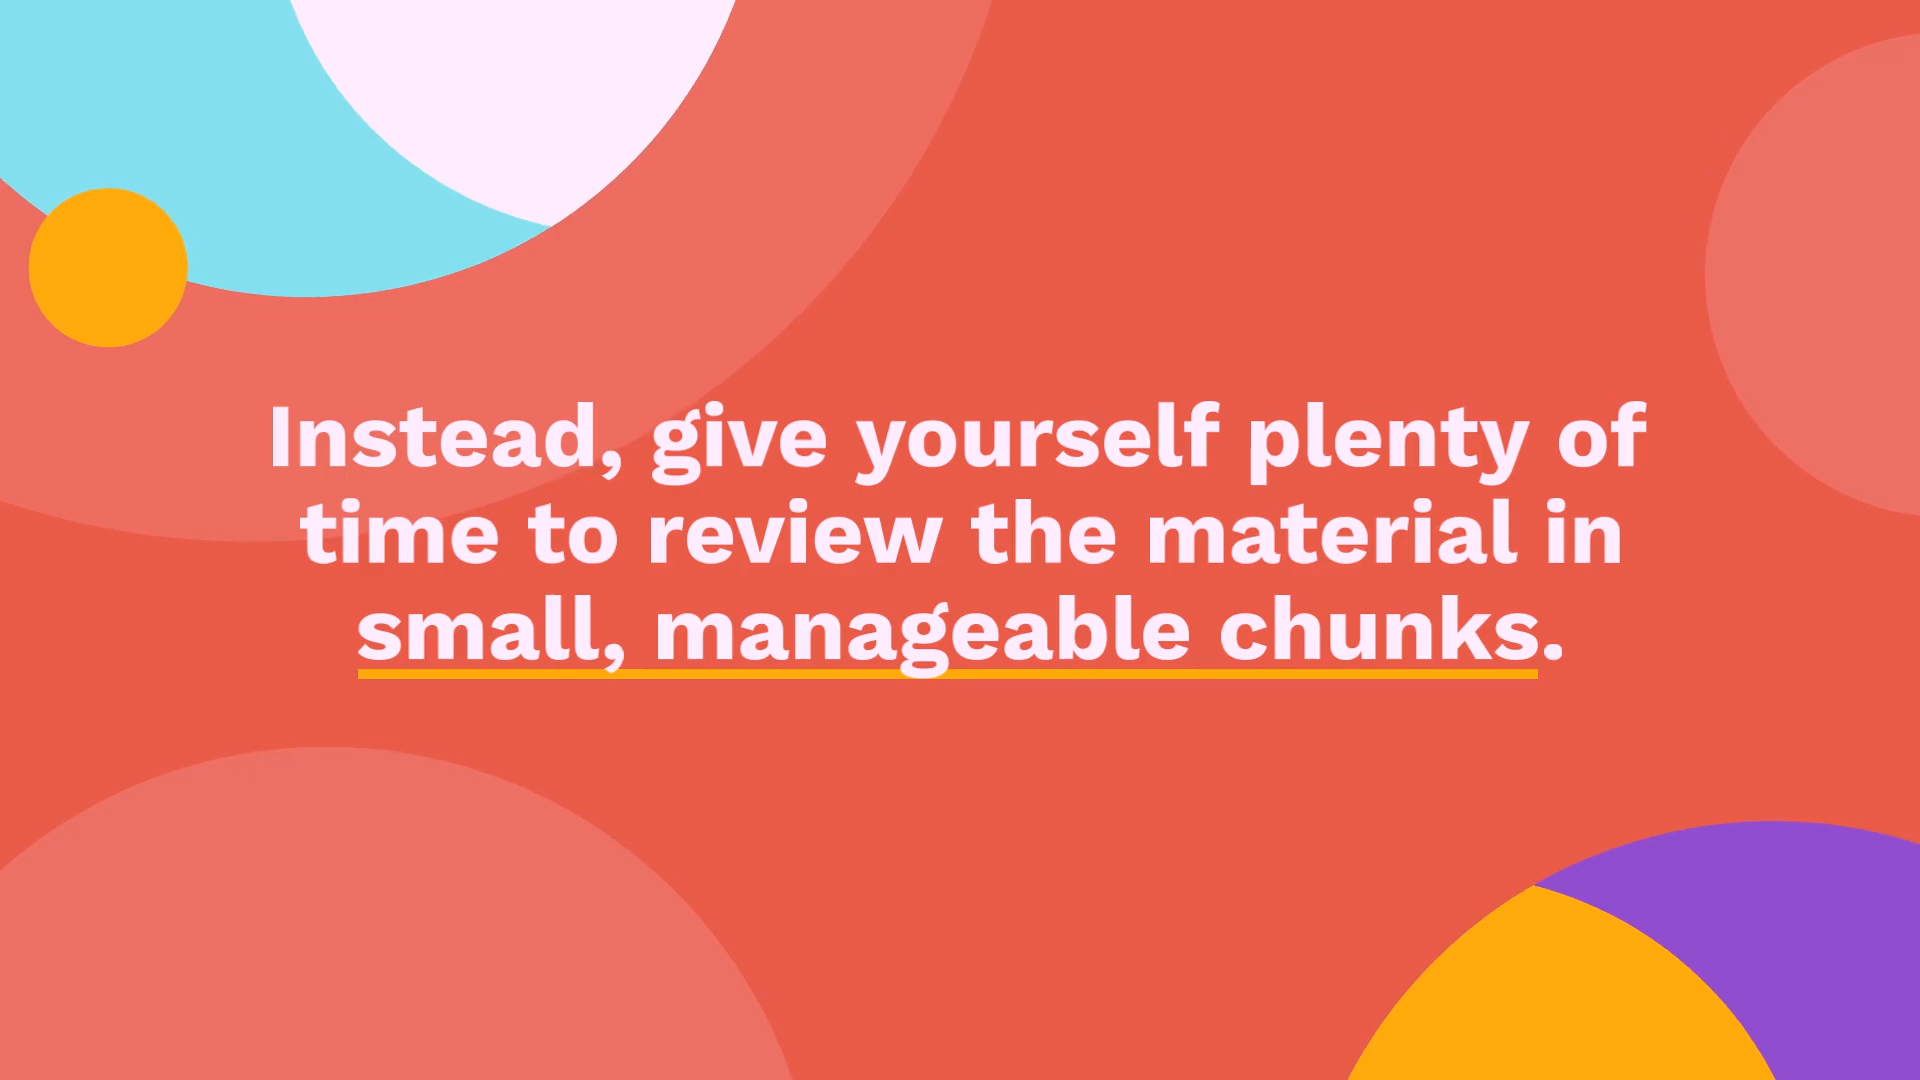 Instead, give yourself plenty of
time to review the material in
small, manageable chunks.